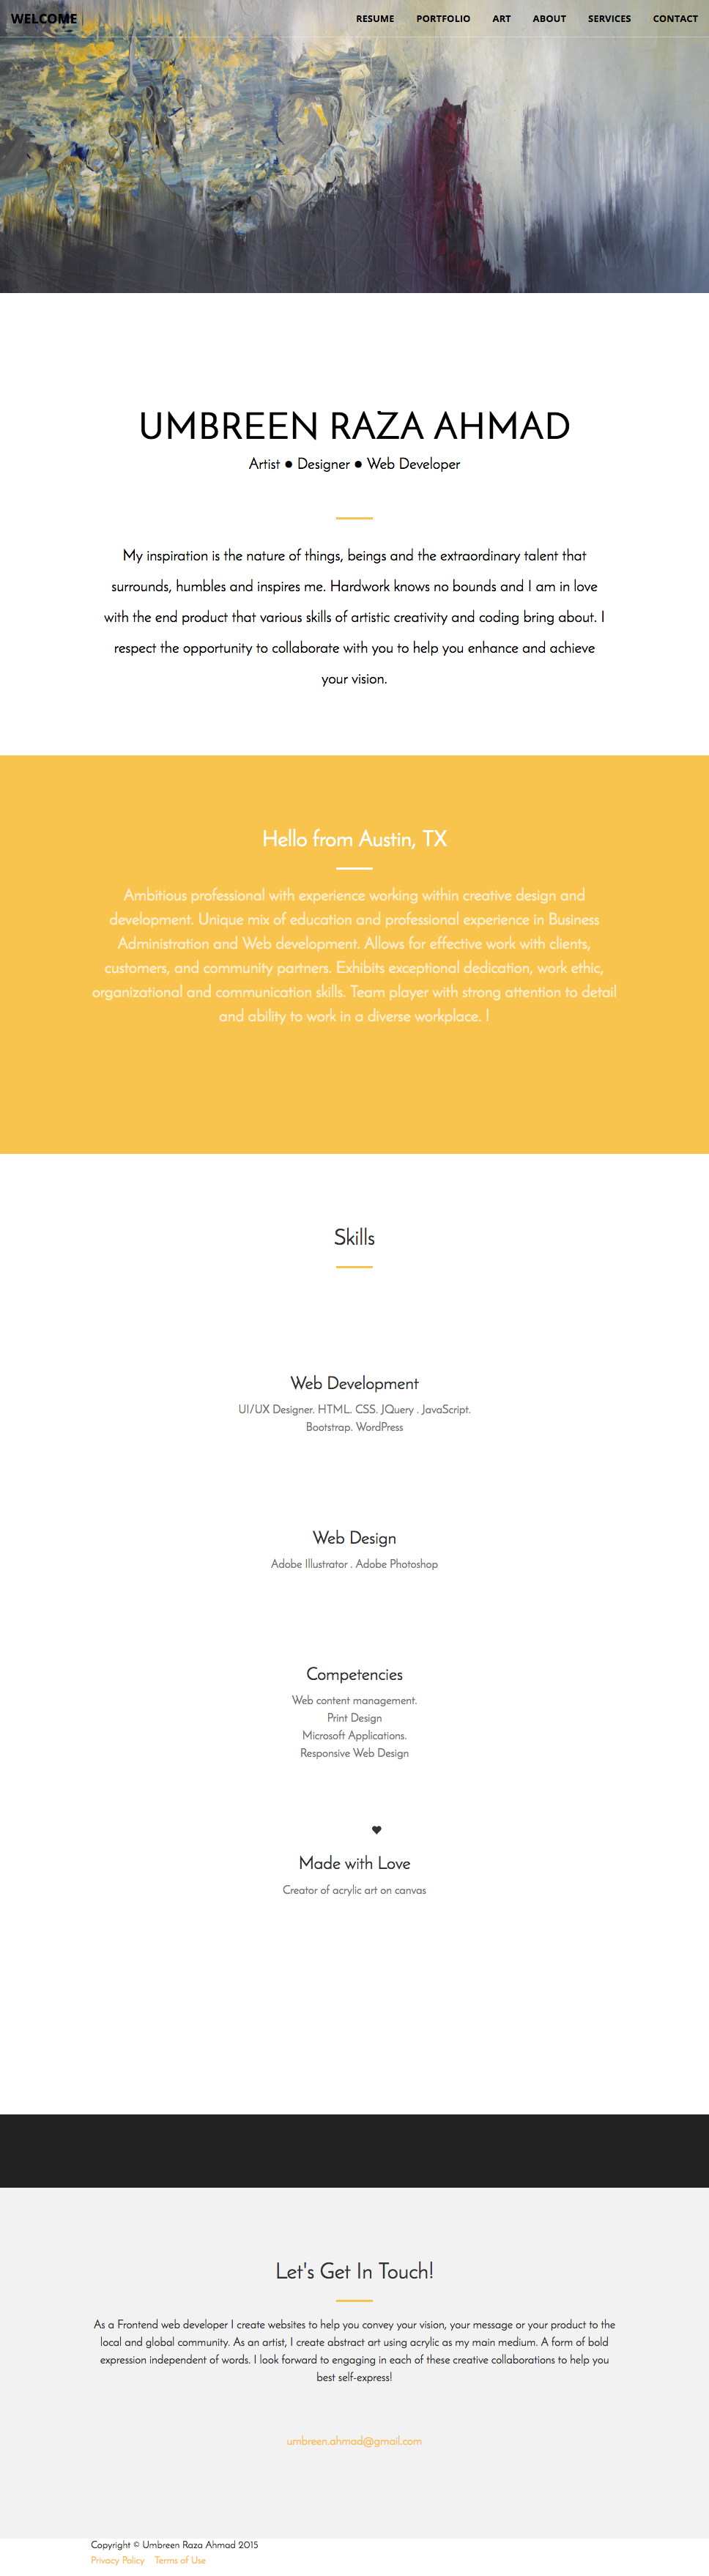 WELCOME
RESUME PORTFOLIO ART ABOUT SERVICES CONTACT
UMBREEN RAZA AHMAD
Artist ● Designer ● Web Developer
My inspiration is the nature of things, beings and the extraordinary talent that
surrounds, humbles and inspires me. Hardwork knows no bounds and I am in love
with the end product that various skills of artistic creativity and coding bring about. I
respect the opportunity to collaborate with you to help you enhance and achieve
your vision.
Hello from Austin, TX
Ambitious professional with experience working within creative design and
development. Unique mix of education and professional experience in Business
Administration and Web development. Allows for effective work with clients,
customers, and community partners. Exhibits exceptional dedication, work ethic,
organizational and communication skills. Team player with strong attention to detail
and ability to work in a diverse workplace. I
Skills
Web Development
UI/UX Designer. HTML. CSS. JQuery . JavaScript.
Bootstrap. WordPress
Web Design
Adobe Illustrator . Adobe Photoshop
Competencies
Web content management.
Print Design
Microsoft Applications.
Responsive Web Design
Made with Love
Creator of acrylic art on canvas
Let's Get In Touch!
As a Frontend web developer I create websites to help you convey your vision, your message or your product to the
local and global community. As an artist, I create abstract art using acrylic as my main medium. A form of bold
expression independent of words. I look forward to engaging in each of these creative collaborations to help you
best self-express!
umbreen.ahmad@gmail.com
Copyright © Umbreen Raza Ahmad 2015
Privacy Policy Terms of Use